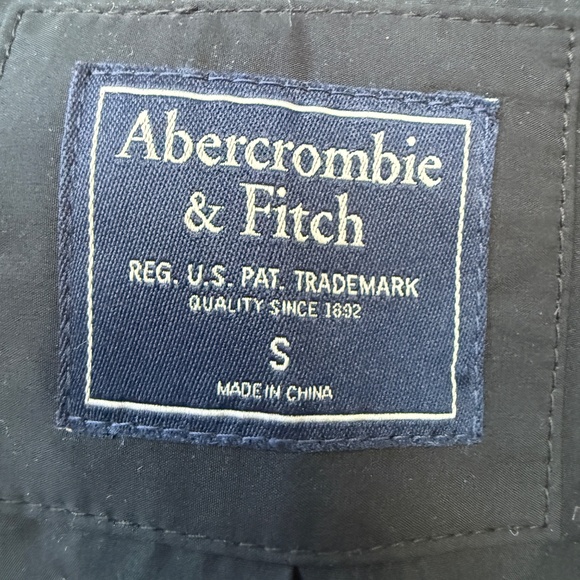 Abercrombie
& Fitch
REG. U.S. PAT. TRADEMARK
QUALITY SINCE 1892
S
MADE IN CHINA